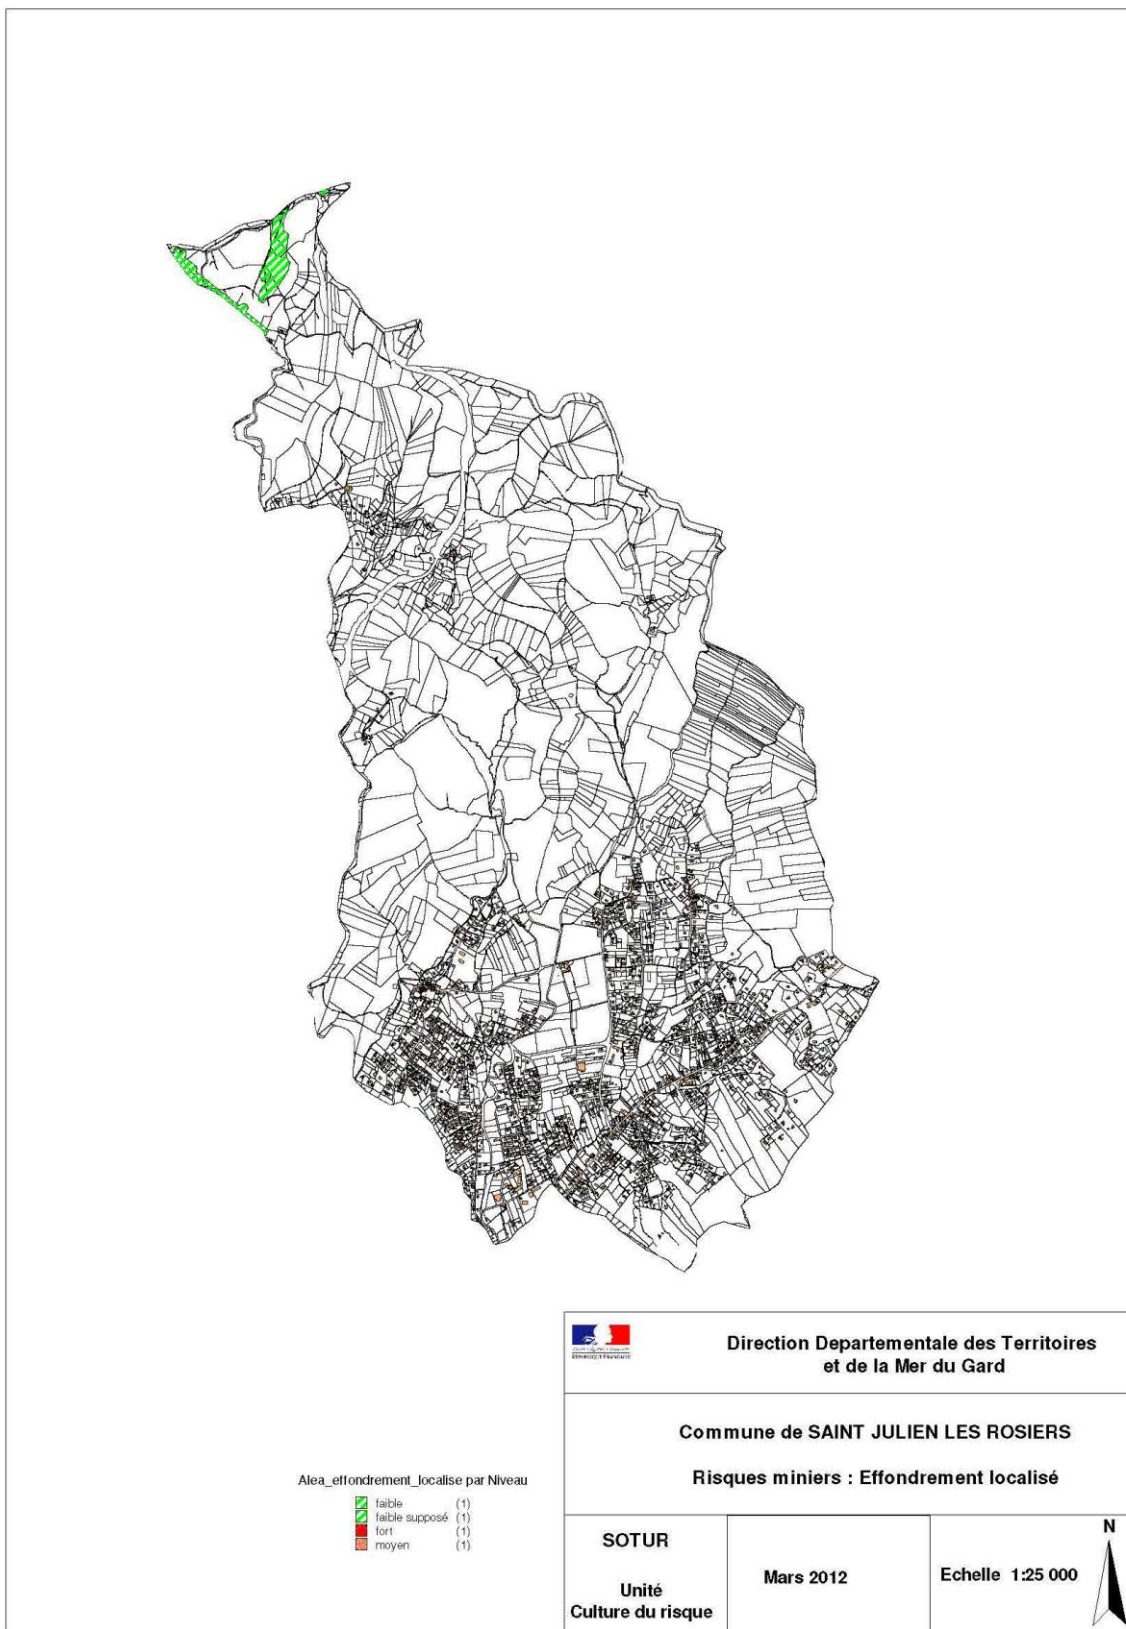 Direction Departementale des Territoires
et de la Mer du Gard
Commune de SAINT JULIEN LES ROSIERS
Risques miniers : Effondrement localisé
Alea_effondrement_localise par Niveau
faible (1)
faible supposé (1)
fort (1)
moyen (1)
SOTUR
Unité
Culture du risque
Mars 2012
Echelle 1:25 000
N